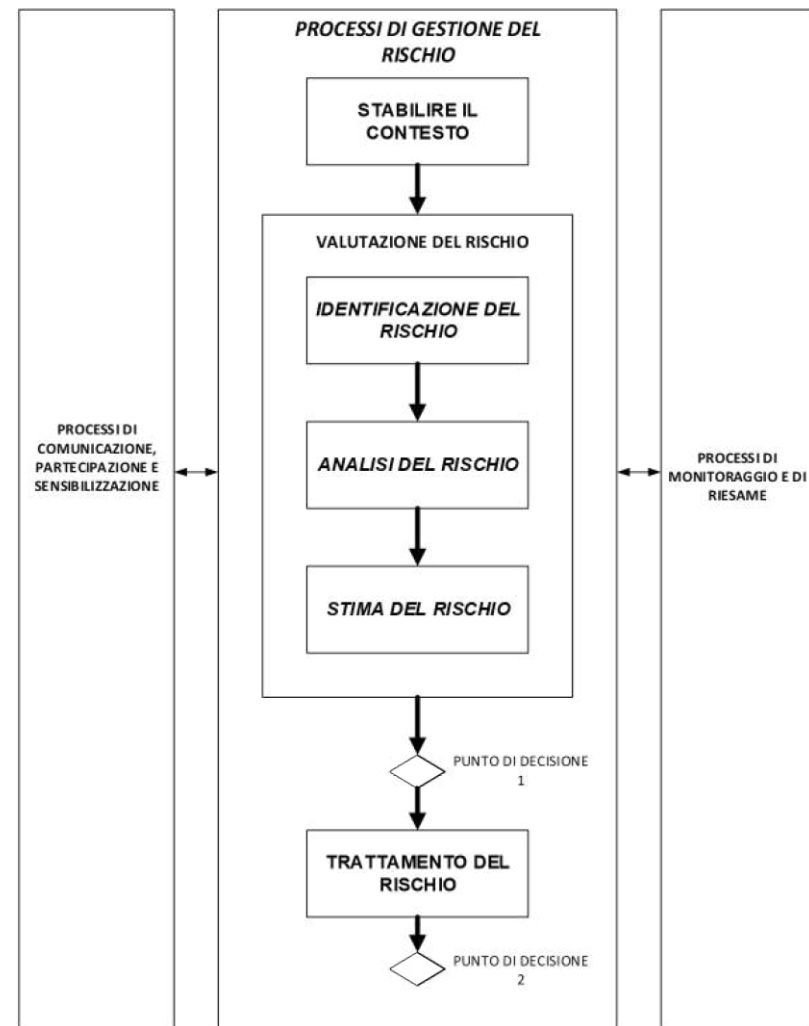 PROCESSI DI GESTIONE DEL
RISCHIO
STABILIRE IL
CONTESTO
VALUTAZIONE DEL RISCHIO
IDENTIFICAZIONE DEL
RISCHIO
ANALISI DEL RISCHIO
STIMA DEL RISCHIO
PUNTO DI DECISIONE
1
TRATTAMENTO DEL
RISCHIO
PUNTO DI DECISIONE
2
PROCESSI DI
COMUNICAZIONE,
PARTECIPAZIONE E
SENSIBILIZZAZIONE
PROCESSI DI
MONITORAGGIO E DI
RIESAME